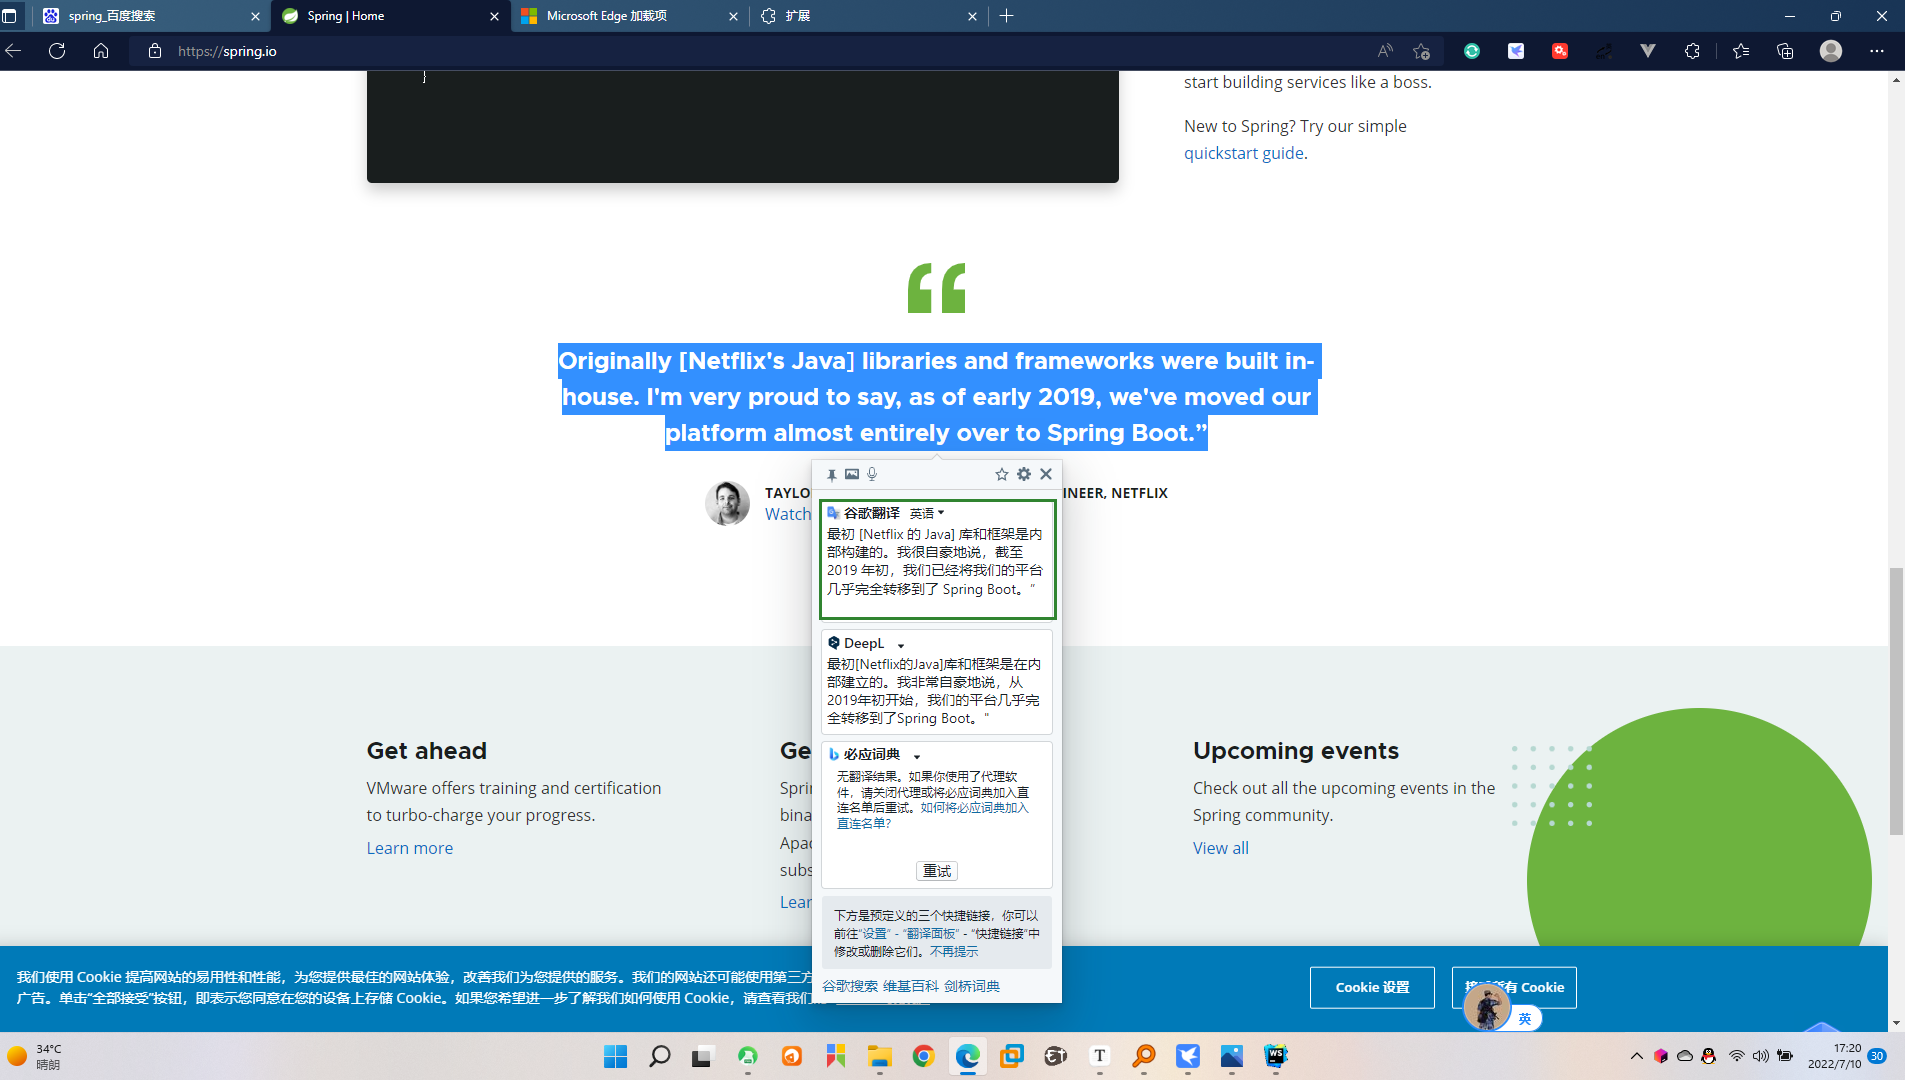 spring_百度搜索
Spring | Home
Microsoft Edge 加载项
扩展
https://spring.io
}
start building services like a boss.
New to Spring? Try our simple
quickstart guide.
Originally [Netflix's Java] libraries and frameworks were built in-
house. I'm very proud to say, as of early 2019, we've moved our
platform almost entirely over to Spring Boot.”
TAYLO
INEER, NETFLIX
Watch
谷歌翻译 英语
最初 [Netflix 的 Java] 库和框架是内
部构建的。我很自豪地说，截至
2019 年初，我们已经将我们的平台
几乎完全转移到了 Spring Boot。”
DeepL
最初[Netflix的Java]库和框架是在内
部建立的。我非常自豪地说，从
2019年初开始，我们的平台几乎完
全转移到了Spring Boot。"
必应词典
无翻译结果。如果你使用了代理软
件，请关闭代理或将必应词典加入直
连名单后重试。如何将必应词典加入
直连名单?
重试
下方是预定义的三个快捷链接，你可以
前往“设置” - “翻译面板” - “快捷链接”中
修改或删除它们。不再提示
谷歌搜索 维基百科 剑桥词典
Get ahead
VMware offers training and certification
to turbo-charge your progress.
Learn more
Ge
Sprin
bina
Apac
subs
Lear
Upcoming events
Check out all the upcoming events in the
Spring community.
View all
我们使用 Cookie 提高网站的易用性和性能，为您提供最佳的网站体验，改善我们为您提供的服务。我们的网站还可能使用第三方
广告。单击“全部接受”按钮，即表示您同意在您的设备上存储 Cookie。如果您希望进一步了解我们如何使用 Cookie，请查看我们
Cookie 设置
接 有 Cookie
英
34°C
晴朗
T
WS
17:20
2022/7/10
30